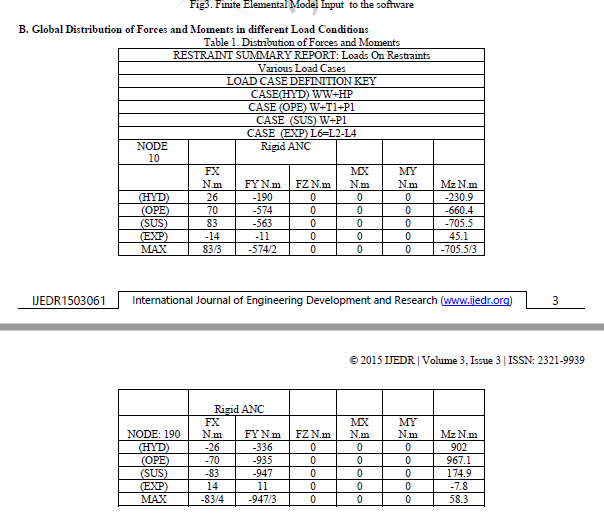 Fig3. Finite Elemental Model Input to the software
B. Global Distribution of Forces and Moments in different Load Conditions
Table 1. Distribution of Forces and Moments
RESTRAINT SUMMARY REPORT: Loads On Restraints
Various Load Cases
LOAD CASE DEFINITION KEY
CASE(HYD) WW+HP
CASE (OPE) W+T1+P1
CASE (SUS) W+P1
CASE (EXP) L6=L2-L4
NODE 10 Rigid ANC
FX N.m FY N.m FZ N.m MX N.m MY N.m Mz N.m
(HYD) 26 -190 0 0 0 -230.9
(OPE) 70 -574 0 0 0 -660.4
(SUS) 83 -563 0 0 0 -705.5
(EXP) -14 -11 0 0 0 45.1
MAX 83/3 -574/2 0 0 0 -705.5/3
IJEDR1503061 International Journal of Engineering Development and Research (www.ijedr.org) 3
© 2015 IJEDR | Volume 3, Issue 3 | ISSN: 2321-9939
Rigid ANC
NODE: 190 FX N.m FY N.m FZ N.m MX N.m MY N.m Mz N.m
(HYD) -26 -336 0 0 0 902
(OPE) -70 -935 0 0 0 967.1
(SUS) -83 -947 0 0 0 174.9
(EXP) 14 11 0 0 0 -7.8
MAX -83/4 -947/3 0 0 0 58.3